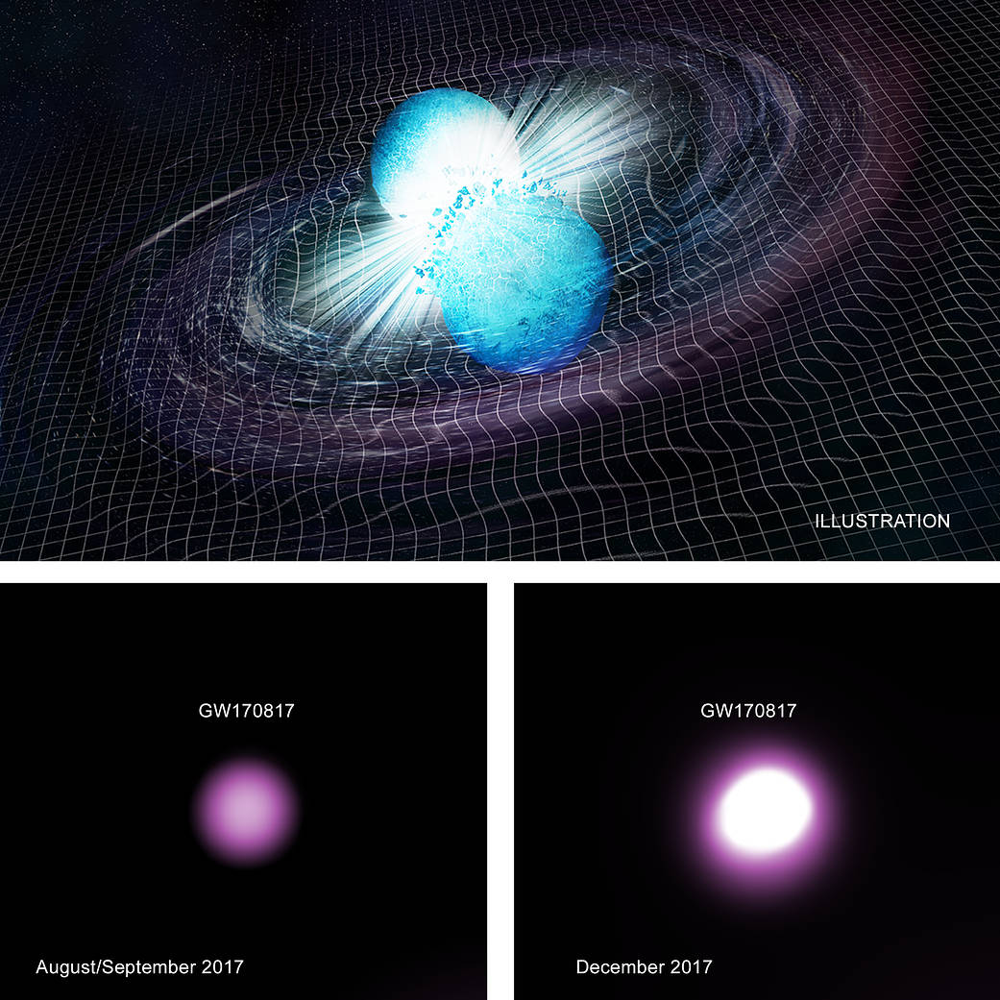 ILLUSTRATION
GW170817
GW170817
August/September 2017
December 2017